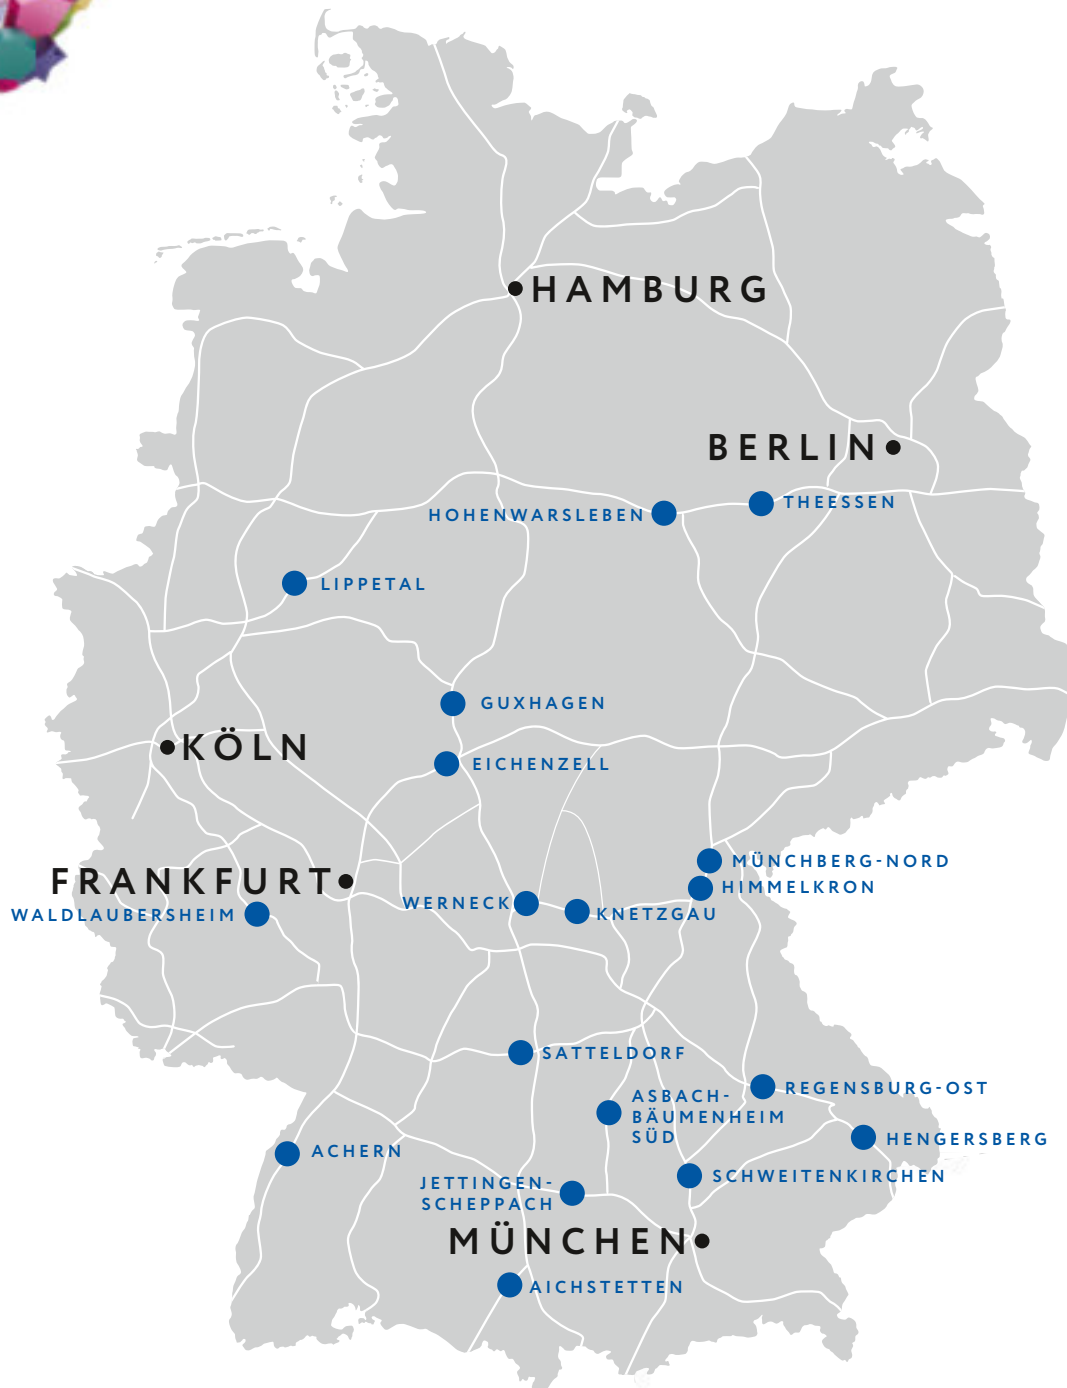 HAMBURG
BERLIN
THEESSEN
HOHENWARSLEBEN
LIPPETAL
GUXHAGEN
KÖLN
EICHENZELL
MÜNCHBERG-NORD
FRANKFURT
HIMMELKRON
WERNECK
KNETZGAU
WALDLAUBERSHEIM
SATTELDORF
REGENSBURG-OST
ASBACH-
BÄUMENHEIM
SÜD
HENGERSBERG
ACHERN
SCHWEITENKIRCHEN
JETTINGEN-
SCHEPPACH
MÜNCHEN
AICHSTETTEN